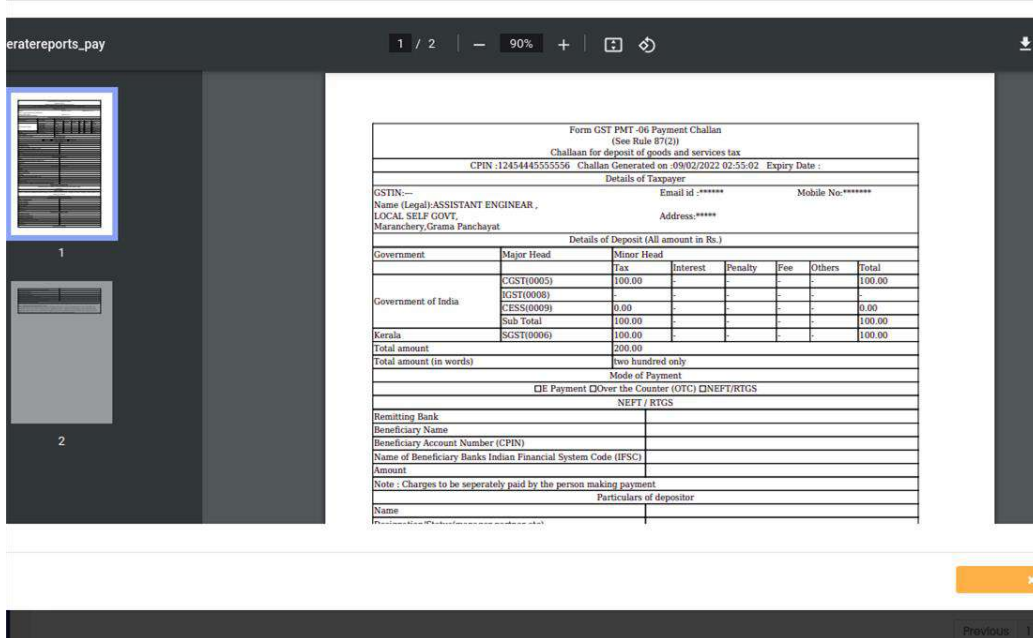 eratereports_pay
1 / 2
90%
1
2
Form GST PMT -06 Payment Challan
(See Rule 87(2))
Challaan for deposit of goods and services tax
CPIN :12454445555556 Challan Generated on :09/02/2022 02:55:02 Expiry Date :
Details of Taxpayer
GSTIN:— Email id :****** Mobile No:*******
Name (Legal):ASSISTANT ENGINEAR ,
LOCAL SELF GOVT, Address:*****
Maranchery,Grama Panchayat
Details of Deposit (All amount in Rs.)
Government Major Head Minor Head
Tax Interest Penalty Fee Others Total
CGST(0005) 100.00 - - - - 100.00
Government of India
IGST(0008) - - - - - -
CESS(0009) 0.00 - - - - 0.00
Sub Total 100.00 - - - - 100.00
Kerala SGST(0006) 100.00 - - - - 100.00
Total amount 200.00
Total amount (in words) two hundred only
Mode of Payment
☐E Payment ☐Over the Counter (OTC) ☐NEFT/RTGS
NEFT / RTGS
Remitting Bank
Beneficiary Name
Beneficiary Account Number (CPIN)
Name of Beneficiary Banks Indian Financial System Code (IFSC)
Amount
Note : Charges to be seperately paid by the person making payment
Particulars of depositor
Name
Previous